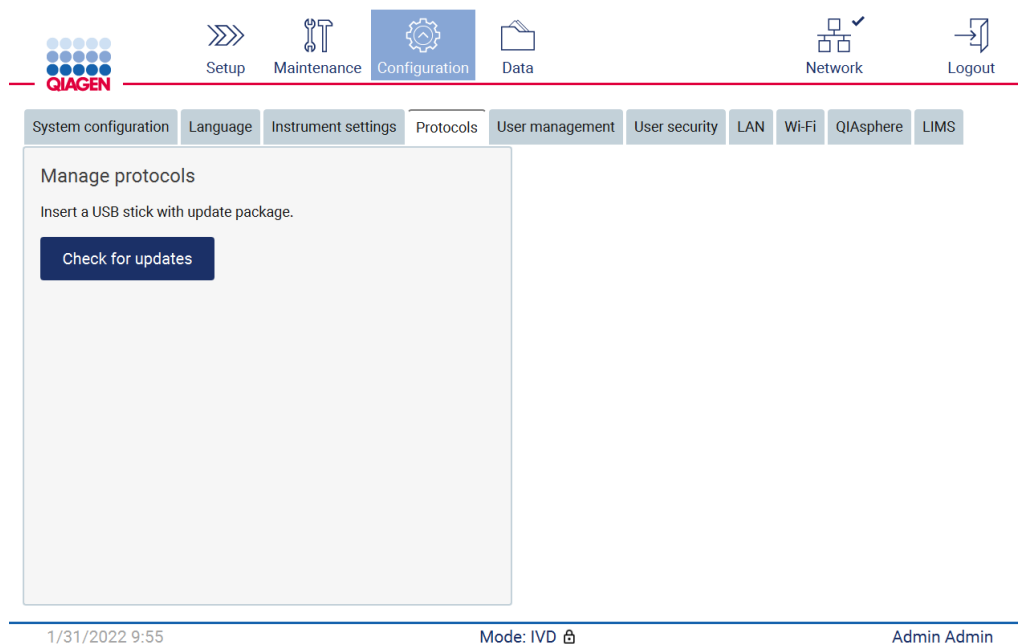 QIAGEN
Setup
Maintenance
Configuration
Data
Network
Logout
System configuration
Language
Instrument settings
Protocols
User management
User security
LAN
Wi-Fi
QIAsphere
LIMS
Manage protocols
Insert a USB stick with update package.
Check for updates
1/31/2022 9:55
Mode: IVD
Admin Admin